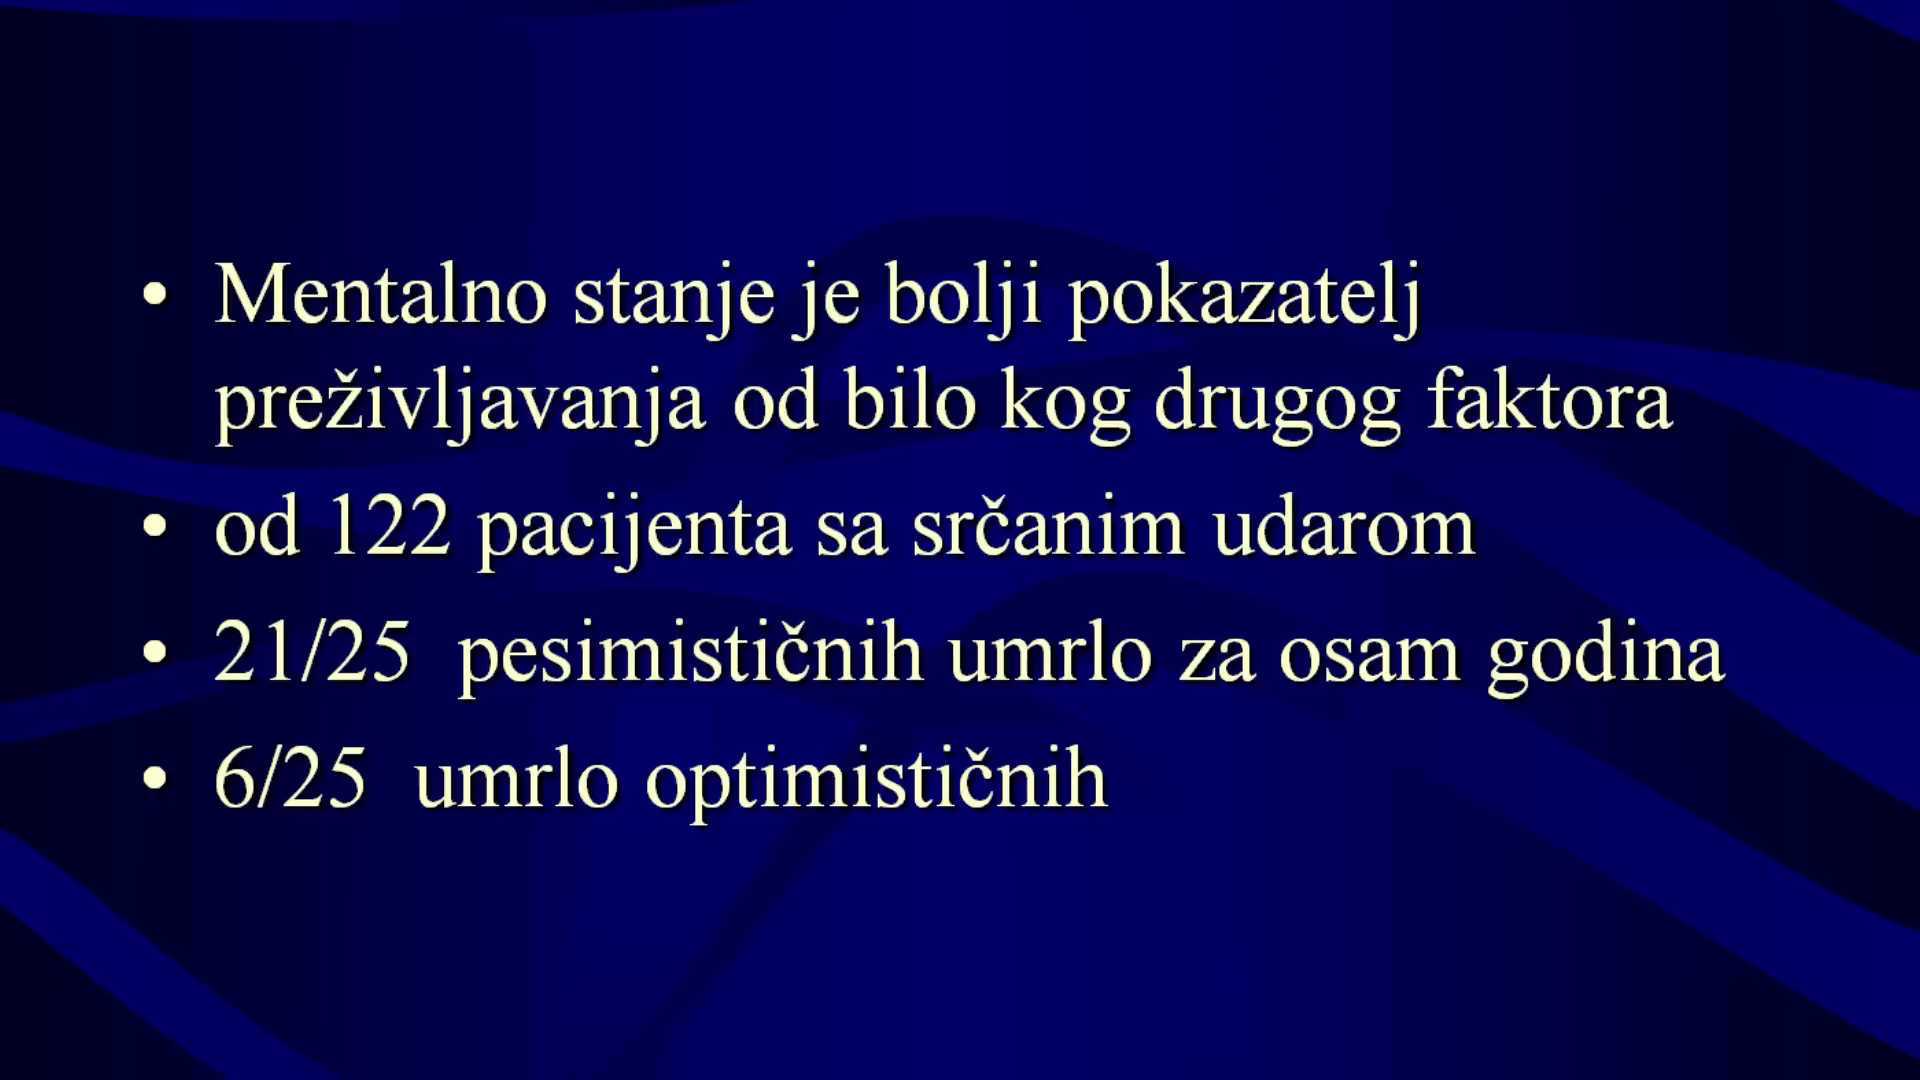 • Mentalno stanje je bolji pokazatelj
preživljavanja od bilo kog drugog faktora
• od 122 pacijenta sa srčanim udarom
• 21/25 pesimističnih umrlo za osam godina
• 6/25 umrlo optimističnih